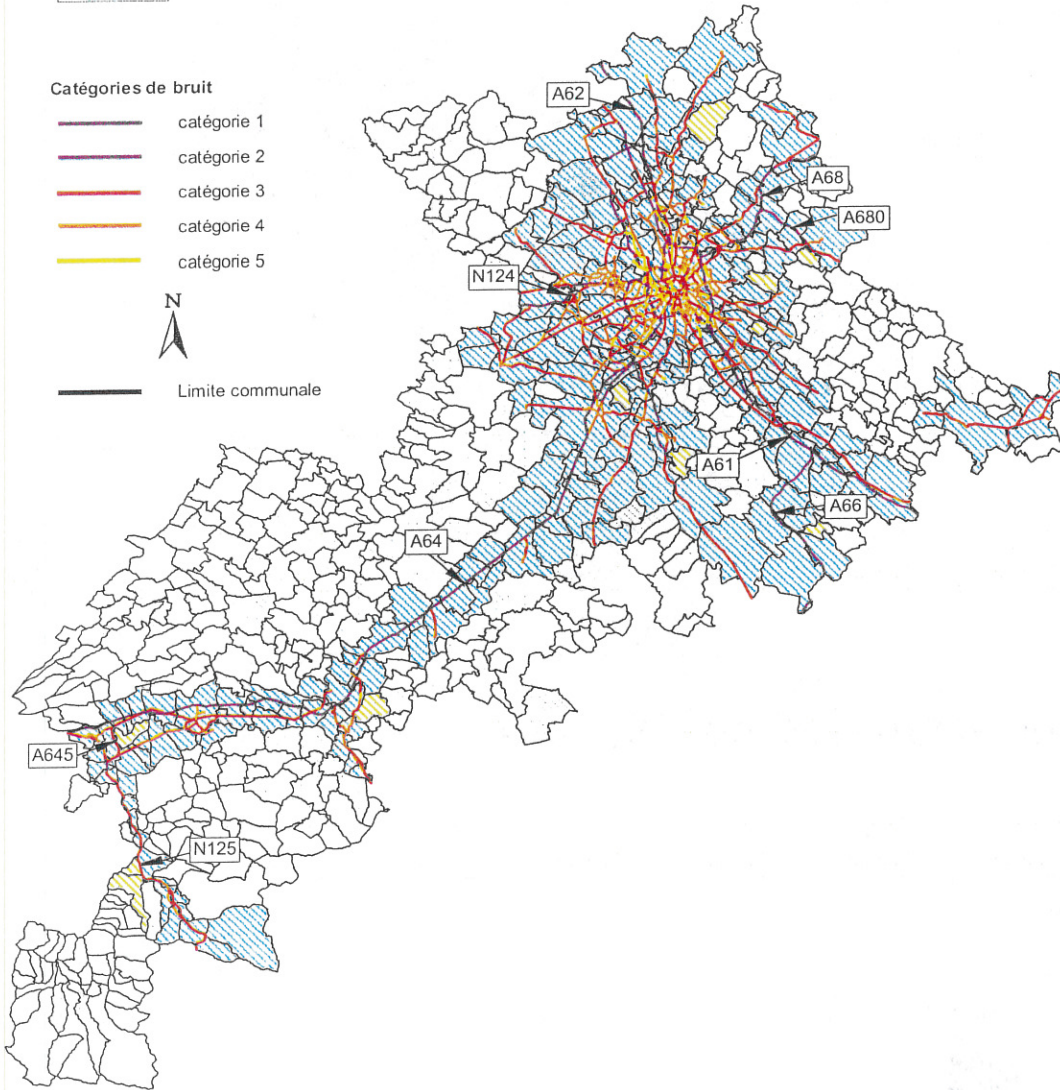 Catégories de bruit
catégorie 1
catégorie 2
catégorie 3
catégorie 4
catégorie 5
N
Limite communale
A62
A68
A680
N124
A61
A66
A64
A645
N125